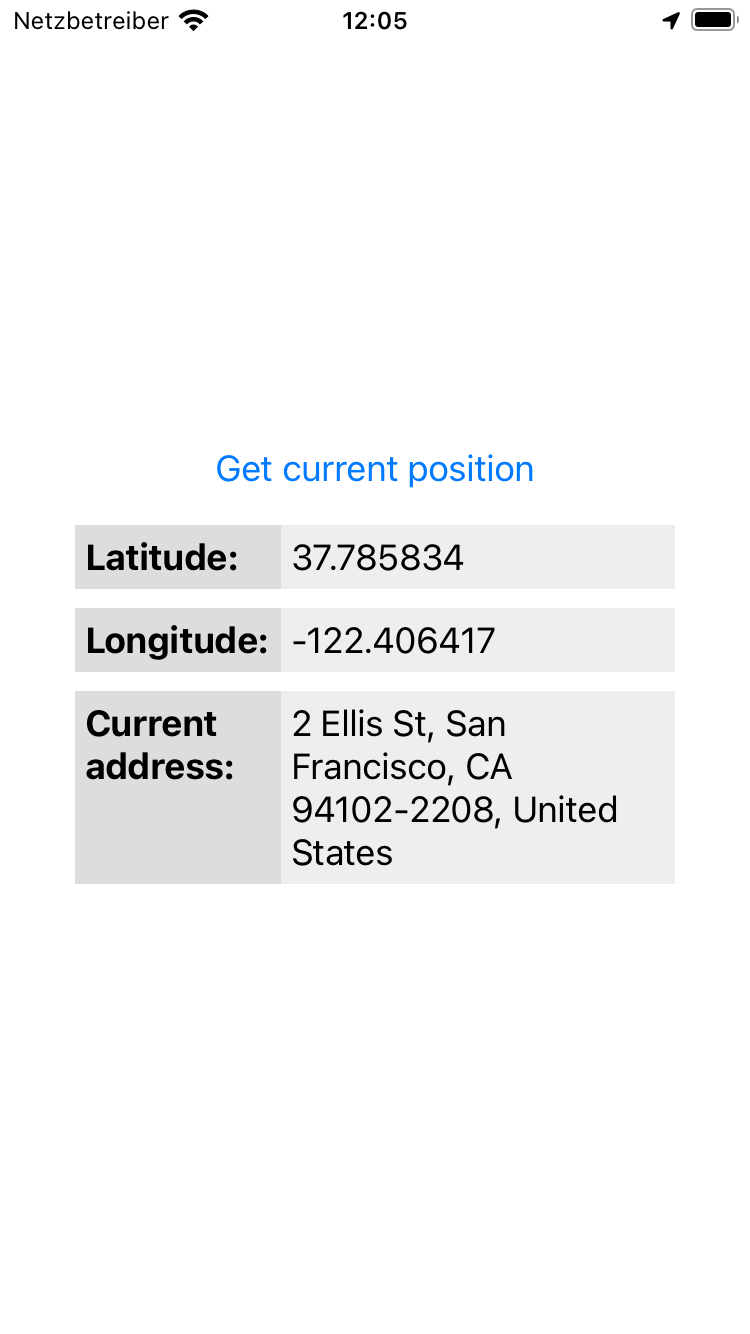 Netzbetreiber 12:05
Get current position
Latitude: 37.785834
Longitude: -122.406417
Current address:
2 Ellis St, San
Francisco, CA
94102-2208, United
States